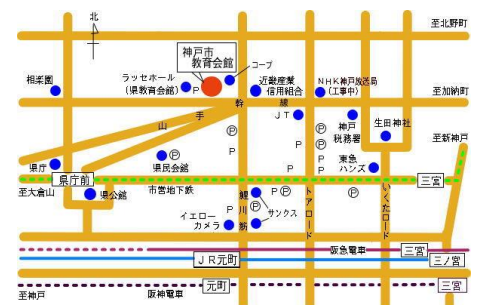 北
至北野町
神戸市
教育会館
コープ
相楽園
ラッセホール
（県教育会館）
P
近畿産業
信用組合
NHK神戸放送局
（工事中）
至加納町
山
手
幹
線
JT
神戸
税務署
生田神社
至新神戸
P
P
P
P
P
P
P
県庁
県民会館
P
東急
ハンズ
県庁前
至大倉山
県公館
市営地下鉄
三宮
鯉川筋
P
P
P
サンクス
トアロード
いくたロード
イエロー
カメラ
P
阪急電車
三宮
JR元町
三ノ宮
至神戸
阪神電車
元町
三宮